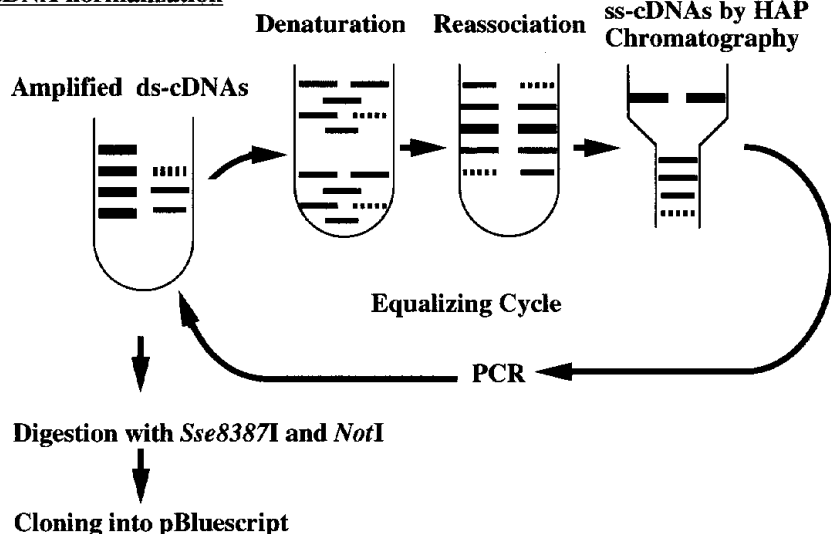 Denaturation
Reassociation
ss-cDNAs by HAP
Chromatography
Amplified ds-cDNAs
Equalizing Cycle
PCR
Digestion with Sse8387I and NotI
Cloning into pBluescript